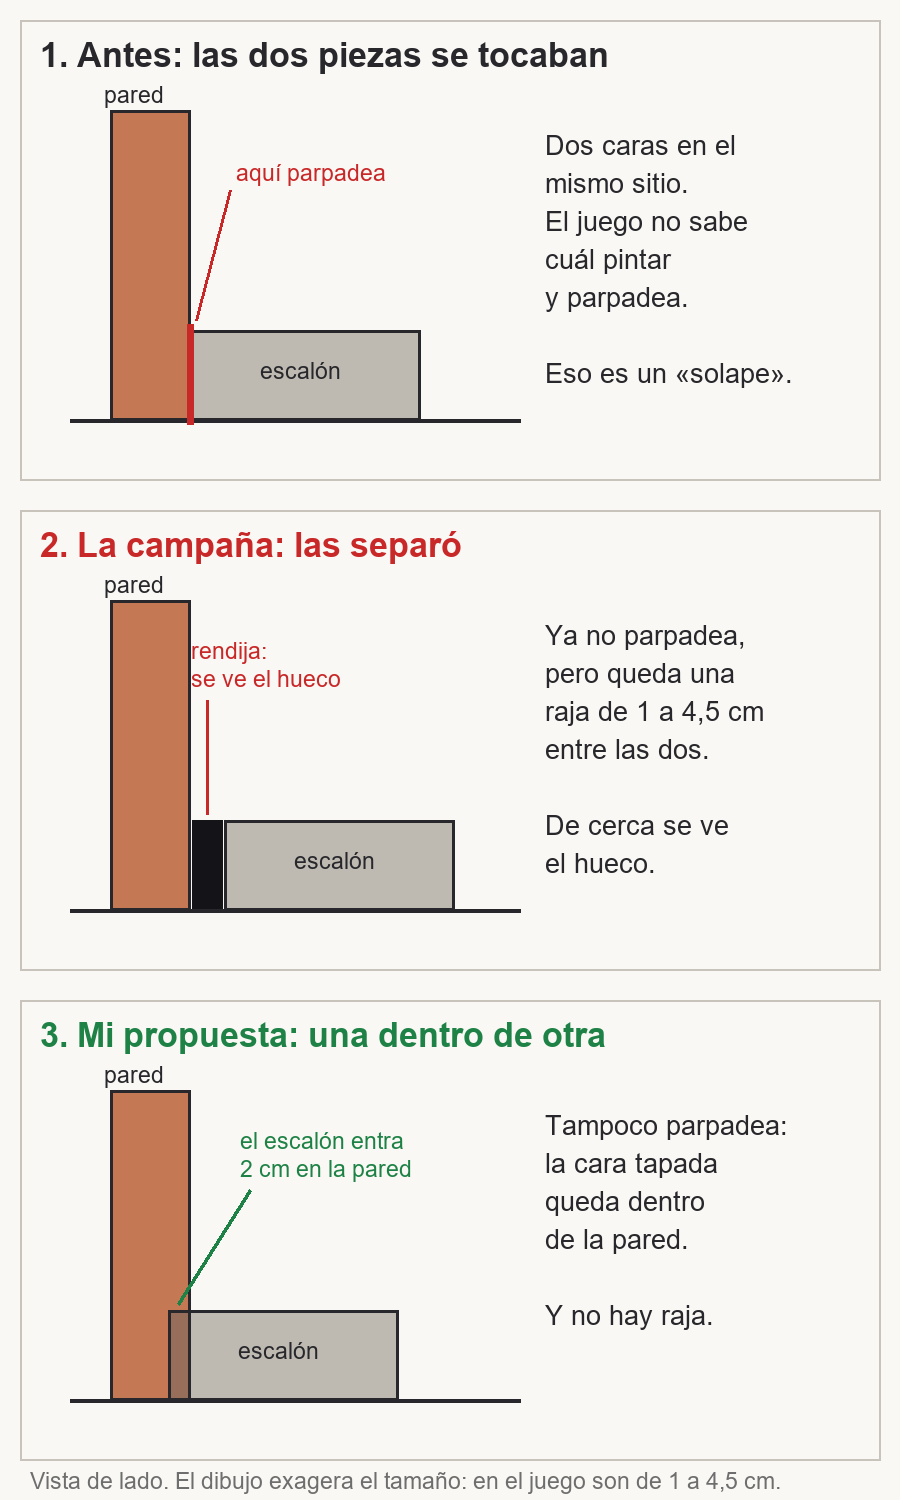 1. Antes: las dos piezas se tocaban
pared
aquí parpadea
escalón
Dos caras en el
mismo sitio.
El juego no sabe
cuál pintar
y parpadea.
Eso es un «solape».
2. La campaña: las separó
pared
rendija:
se ve el hueco
escalón
Ya no parpadea,
pero queda una
raja de 1 a 4,5 cm
entre las dos.
De cerca se ve
el hueco.
3. Mi propuesta: una dentro de otra
pared
el escalón entra
2 cm en la pared
escalón
Tampoco parpadea:
la cara tapada
queda dentro
de la pared.
Y no hay raja.
Vista de lado. El dibujo exagera el tamaño: en el juego son de 1 a 4,5 cm.